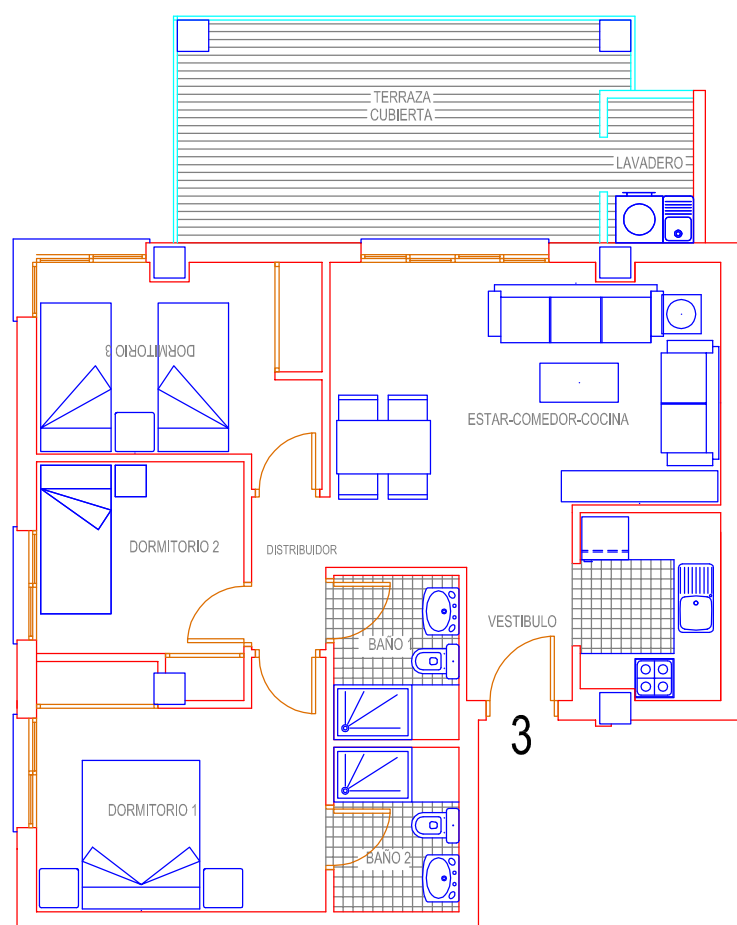 TERRAZA
CUBIERTA
LAVADERO
DORMITORIO 3
ESTAR-COMEDOR-COCINA
DORMITORIO 2
DISTRIBUIDOR
VESTIBULO
BAÑO 1
3
DORMITORIO 1
BAÑO 2